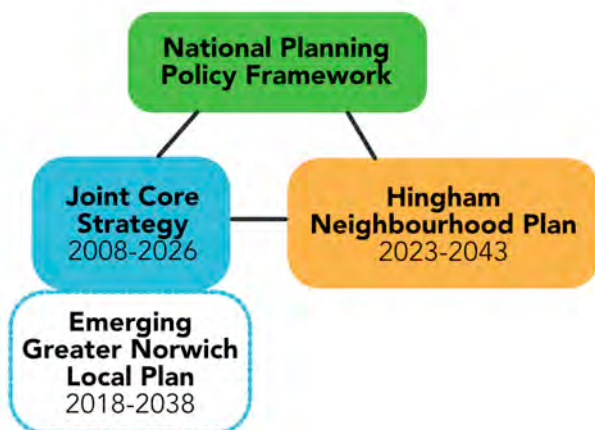 National Planning
Policy Framework
Joint Core
Strategy
2008-2026
Hingham
Neighbourhood Plan
2023-2043
Emerging
Greater Norwich
Local Plan
2018-2038